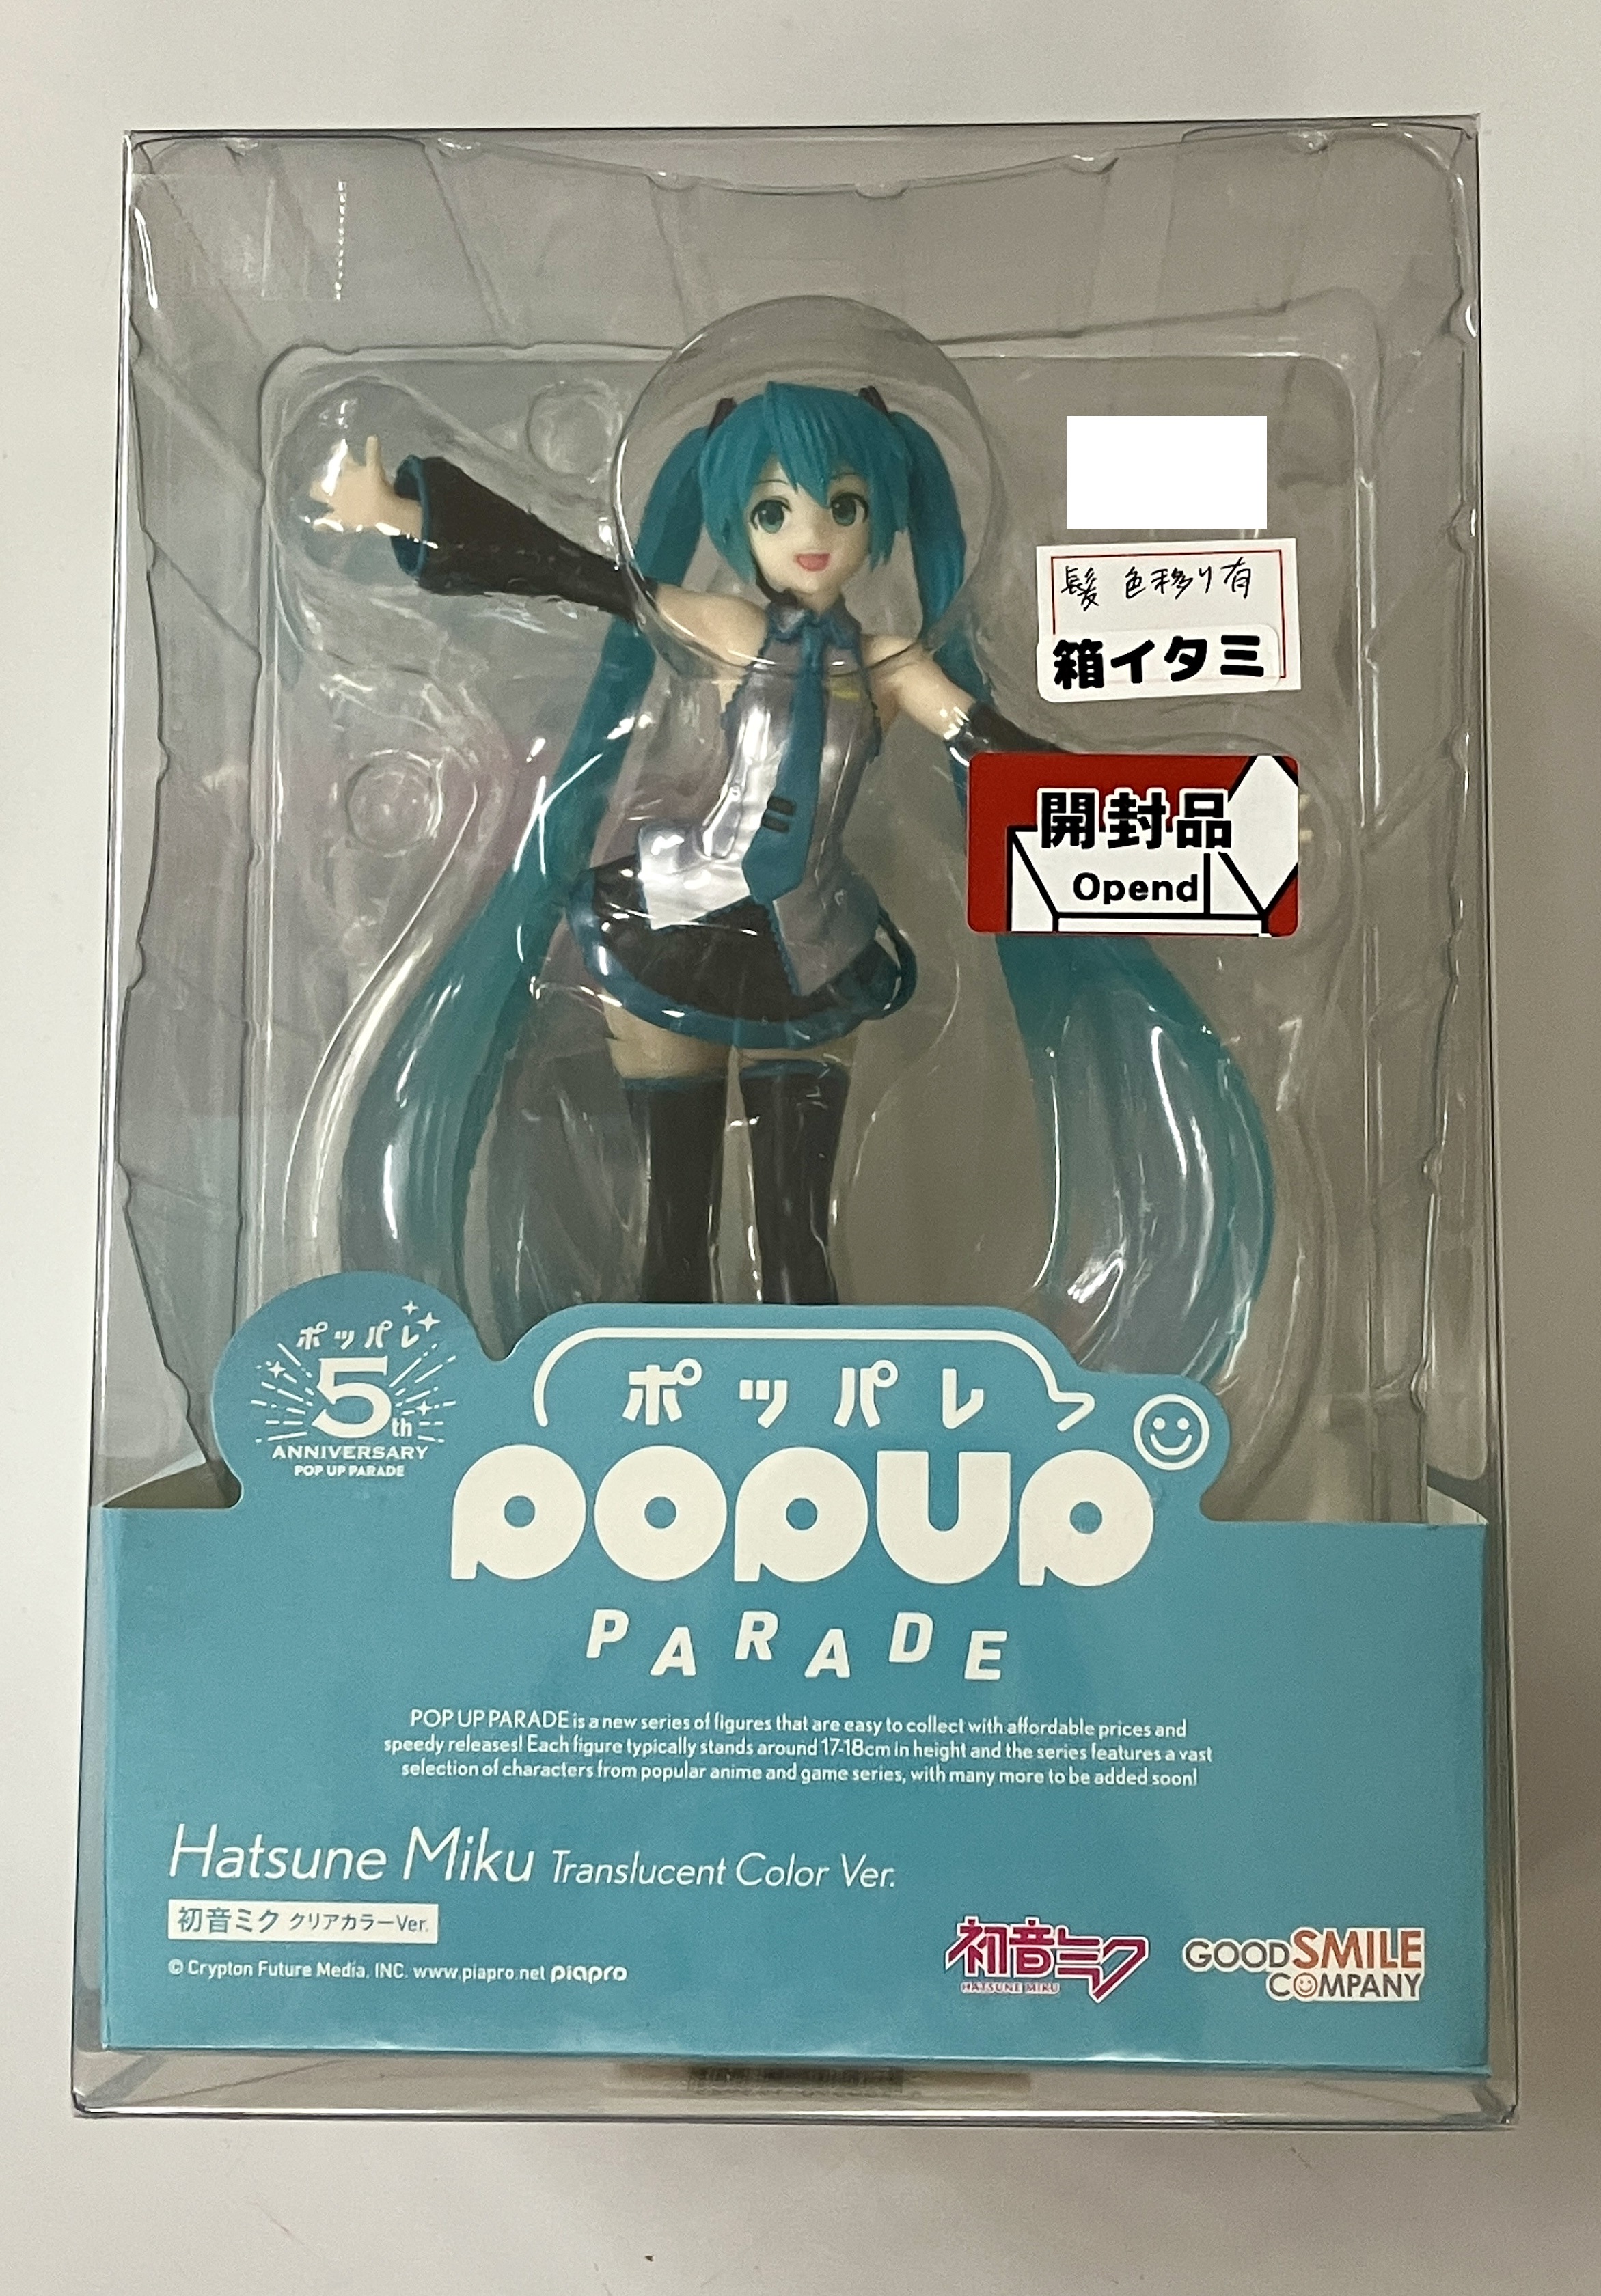 髪 色移り有
箱イタミ
開封品
Opend
ポッパレ
5th
ANNIVERSARY
POP UP PARADE
ポッパレ
POPUP
PARADE
POP UP PARADE is a new series of figures that are easy to collect with affordable prices and
speedy releases! Each figure typically stands around 17-18cm in height and the series features a vast
selection of characters from popular anime and game series, with many more to be added soon!
Hatsune Miku Translucent Color Ver.
初音ミク クリアカラーVer.
© Crypton Future Media, INC. www.piapro.net piapro
初音ミク
HATSUNE MIKU
GOODSMILE
COMPANY